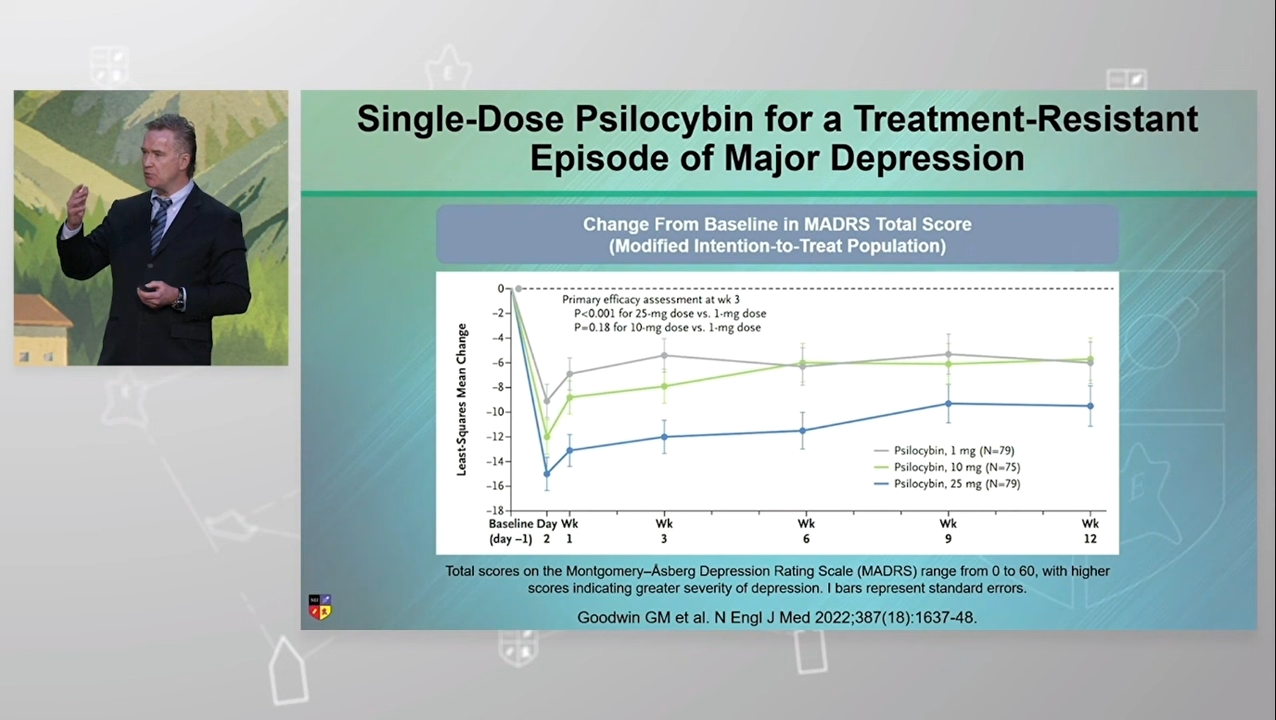 Single-Dose Psilocybin for a Treatment-Resistant
Episode of Major Depression
Change From Baseline in MADRS Total Score
(Modified Intention-to-Treat Population)
Primary efficacy assessment at wk 3
P<0.001 for 25-mg dose vs. 1-mg dose
P=0.18 for 10-mg dose vs. 1-mg dose
Least-Squares Mean Change
0
−2
−4
−6
−8
−10
−12
−14
−16
−18
Psilocybin, 1 mg (N=79)
Psilocybin, 10 mg (N=75)
Psilocybin, 25 mg (N=79)
Baseline Day Wk Wk Wk Wk Wk
(day −1) 2 1 3 6 9 12
Total scores on the Montgomery–Åsberg Depression Rating Scale (MADRS) range from 0 to 60, with higher
scores indicating greater severity of depression. I bars represent standard errors.
Goodwin GM et al. N Engl J Med 2022;387(18):1637-48.